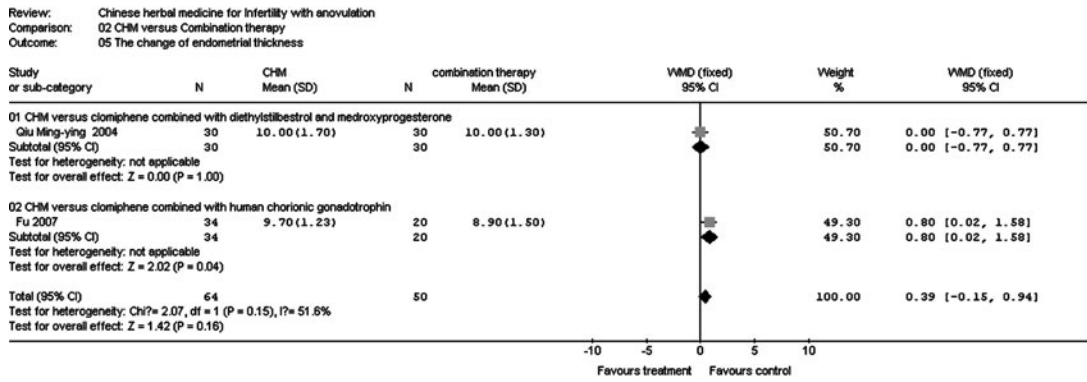 Review: Chinese herbal medicine for Infertility with anovulation
Comparison: 02 CHM versus Combination therapy
Outcome: 05 The change of endometrial thickness
Study CHM combination therapy WMD (fixed) Weight WMD (fixed)
or sub-category N Mean (SD) N Mean (SD) 95% CI % 95% CI
01 CHM versus clomiphene combined with diethylstilbestrol and medroxyprogesterone
Qiu Ming-ying 2004 30 10.00(1.70) 30 10.00(1.30) 50.70 0.00 [-0.77, 0.77]
Subtotal (95% CI) 30 30 50.70 0.00 [-0.77, 0.77]
Test for heterogeneity: not applicable
Test for overall effect: Z = 0.00 (P = 1.00)
02 CHM versus clomiphene combined with human chorionic gonadotrophin
Fu 2007 34 9.70(1.23) 20 8.90(1.50) 49.30 0.80 [0.02, 1.58]
Subtotal (95% CI) 34 20 49.30 0.80 [0.02, 1.58]
Test for heterogeneity: not applicable
Test for overall effect: Z = 2.02 (P = 0.04)
Total (95% CI) 64 50 100.00 0.39 [-0.15, 0.94]
Test for heterogeneity: Chi?= 2.07, df = 1 (P = 0.15), I?= 51.6%
Test for overall effect: Z = 1.42 (P = 0.16)
-10 -5 0 5 10
Favours treatment Favours control